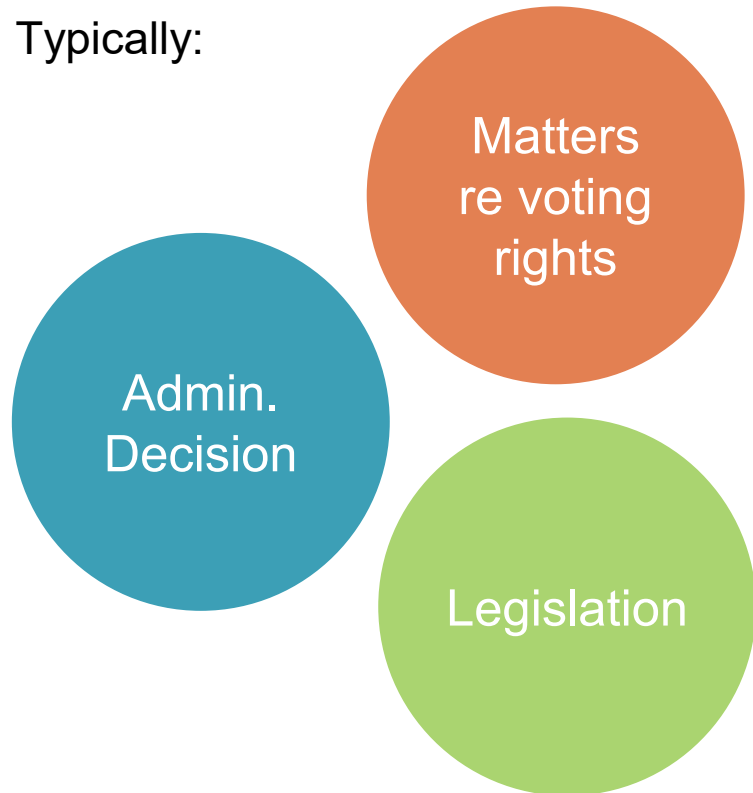 Typically:
Matters
re voting
rights
Admin.
Decision
Legislation